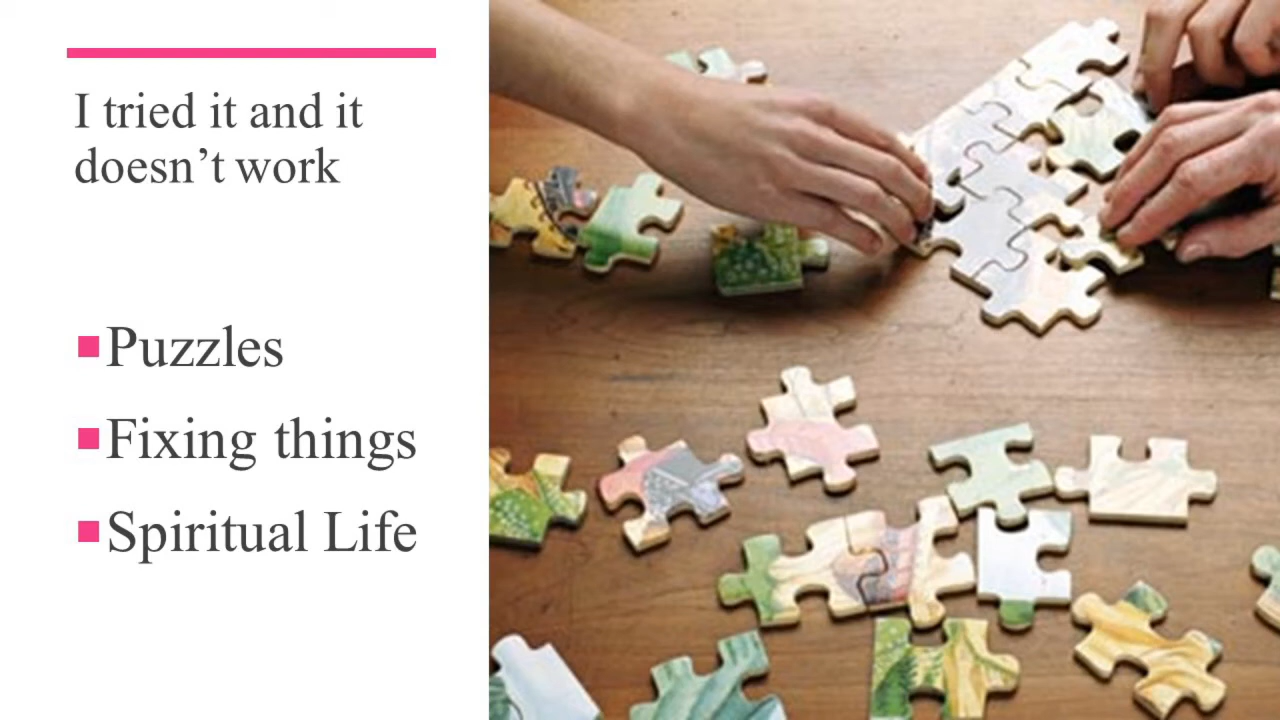 I tried it and it
doesn’t work
Puzzles
Fixing things
Spiritual Life